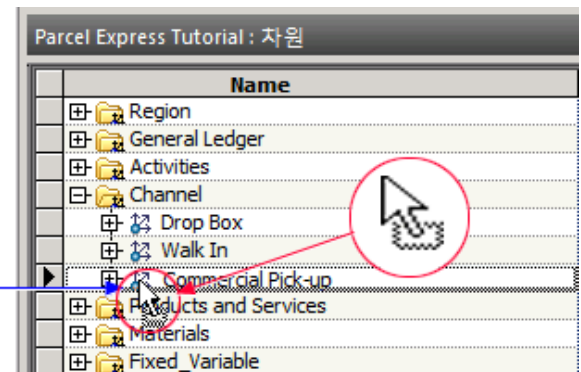 Parcel Express Tutorial : 차원
Name
Region
General Ledger
Activities
Channel
Drop Box
Walk In
Commercial Pick-up
Products and Services
Materials
Fixed_Variable